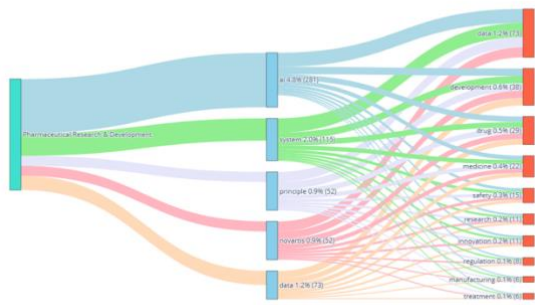 Pharmaceutical Research & Development
ai 4.8% (281)
system 2.0% (115)
principle 0.9% (52)
novartis 0.9% (52)
data 1.2% (73)
data 1.2% (73)
development 0.6% (38)
drug 0.5% (29)
medicine 0.4% (22)
safety 0.3% (15)
research 0.2% (11)
innovation 0.2% (11)
regulation 0.1% (8)
manufacturing 0.1% (6)
treatment 0.1% (6)